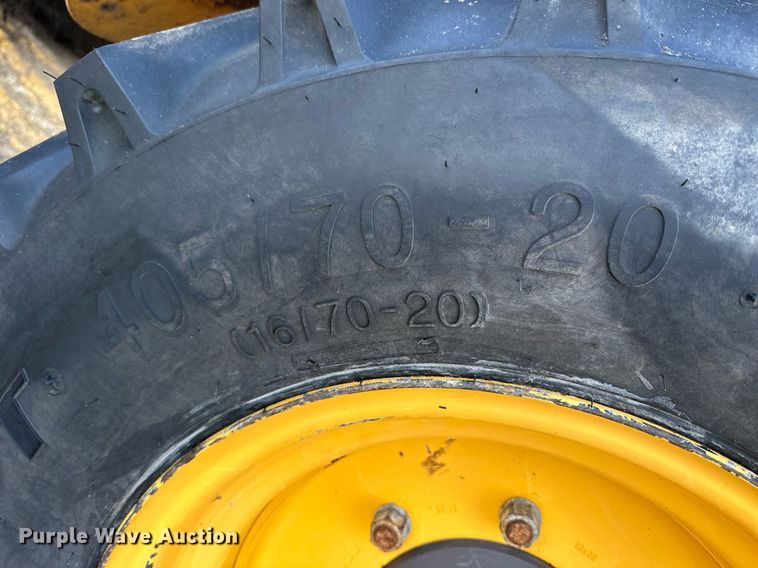 405/70-20
(16/70-20)
T
Purple Wave Auction